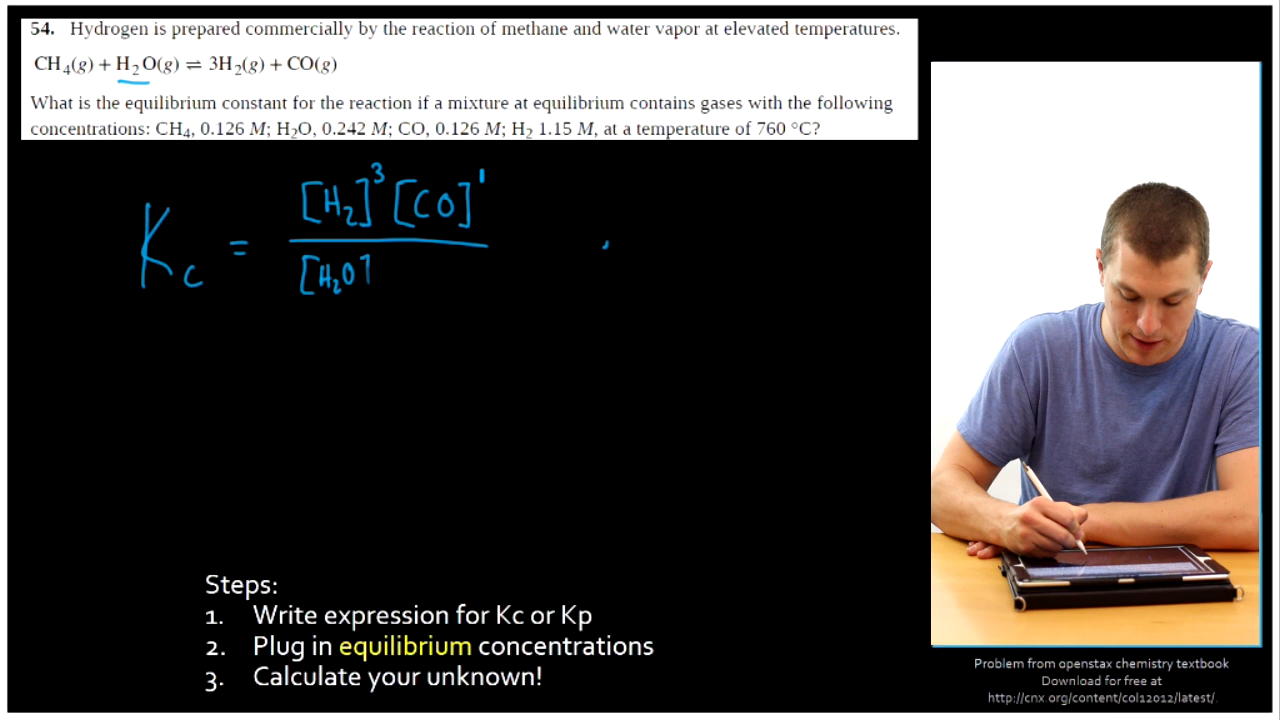 54. Hydrogen is prepared commercially by the reaction of methane and water vapor at elevated temperatures.
CH₄(g) + H₂O(g) ⇌ 3H₂(g) + CO(g)
What is the equilibrium constant for the reaction if a mixture at equilibrium contains gases with the following
concentrations: CH₄, 0.126 M; H₂O, 0.242 M; CO, 0.126 M; H₂ 1.15 M, at a temperature of 760 °C?
[H₂]³ [CO]¹
Kc =
[H₂O]
Steps:
1. Write expression for Kc or Kp
2. Plug in equilibrium concentrations
3. Calculate your unknown!
Problem from openstax chemistry textbook
Download for free at
http://cnx.org/content/col12012/latest/.